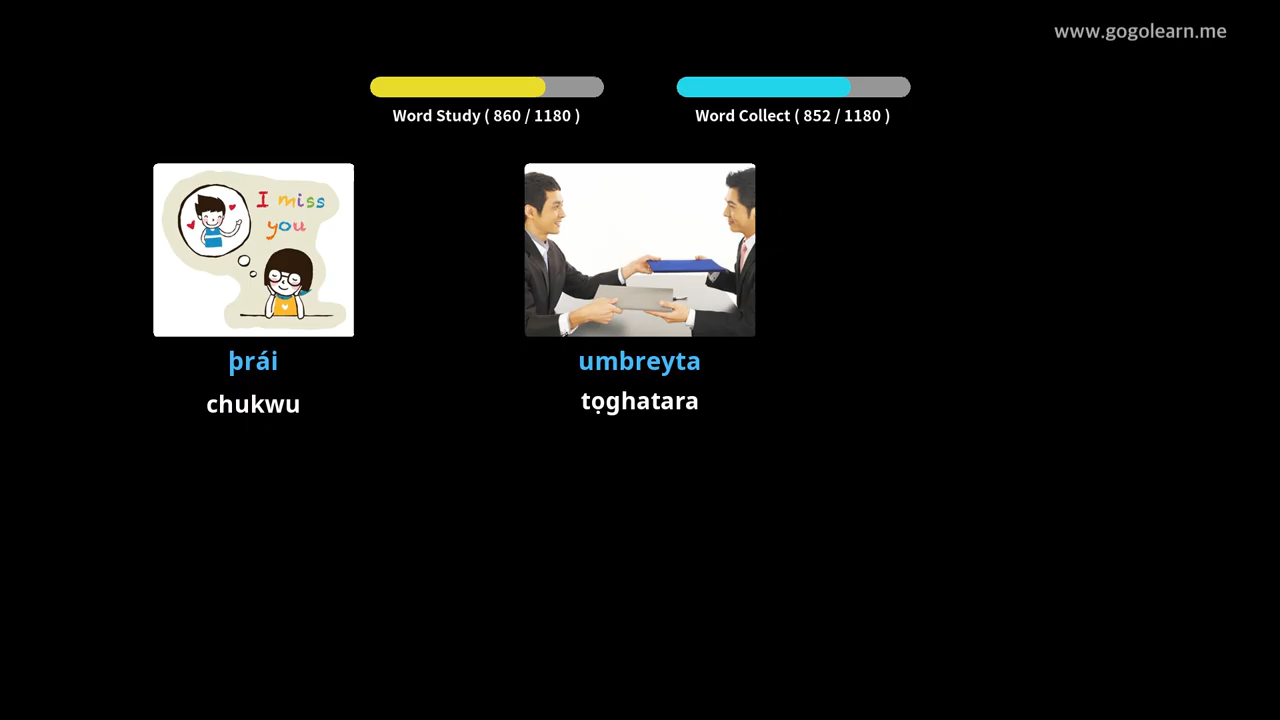 www.gogolearn.me
Word Study ( 860 / 1180 )
Word Collect ( 852 / 1180 )
I miss
you
þrái
umbreyta
chukwu
tọghatara